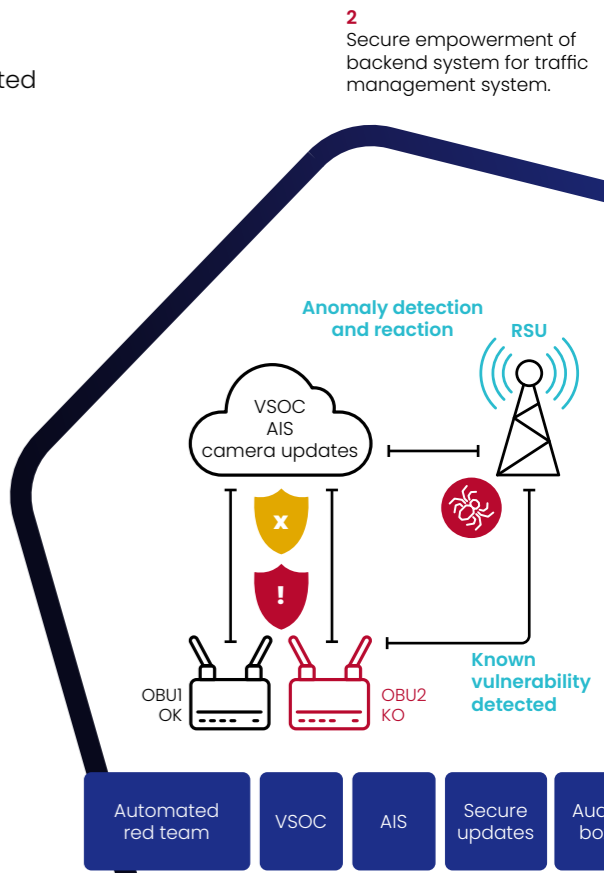 2
Secure empowerment of
backend system for traffic
management system.
Anomaly detection
and reaction
RSU
VSOC
AIS
camera updates
x
!
OBU1
OK
OBU2
KO
Known
vulnerability
detected
Automated
red team
VSOC
AIS
Secure
updates